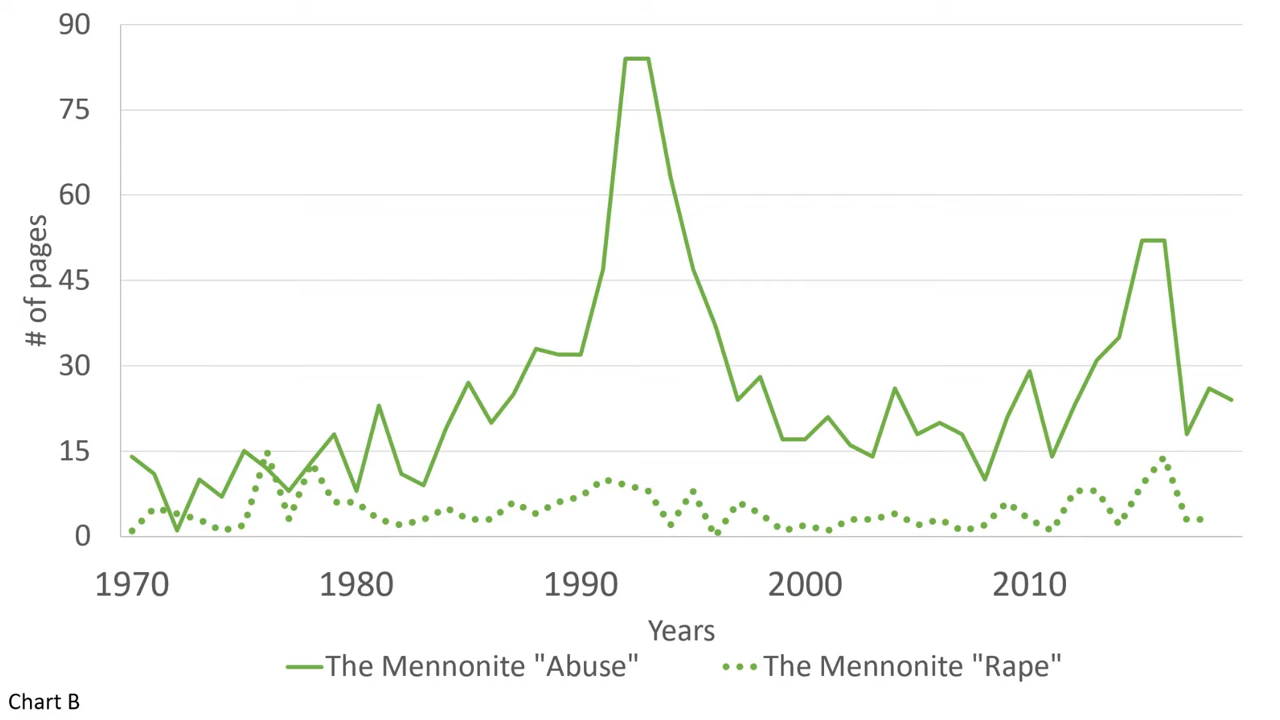 90
75
60
45
30
15
0
# of pages
1970 1980 1990 2000 2010
Years
The Mennonite "Abuse" The Mennonite "Rape"
Chart B